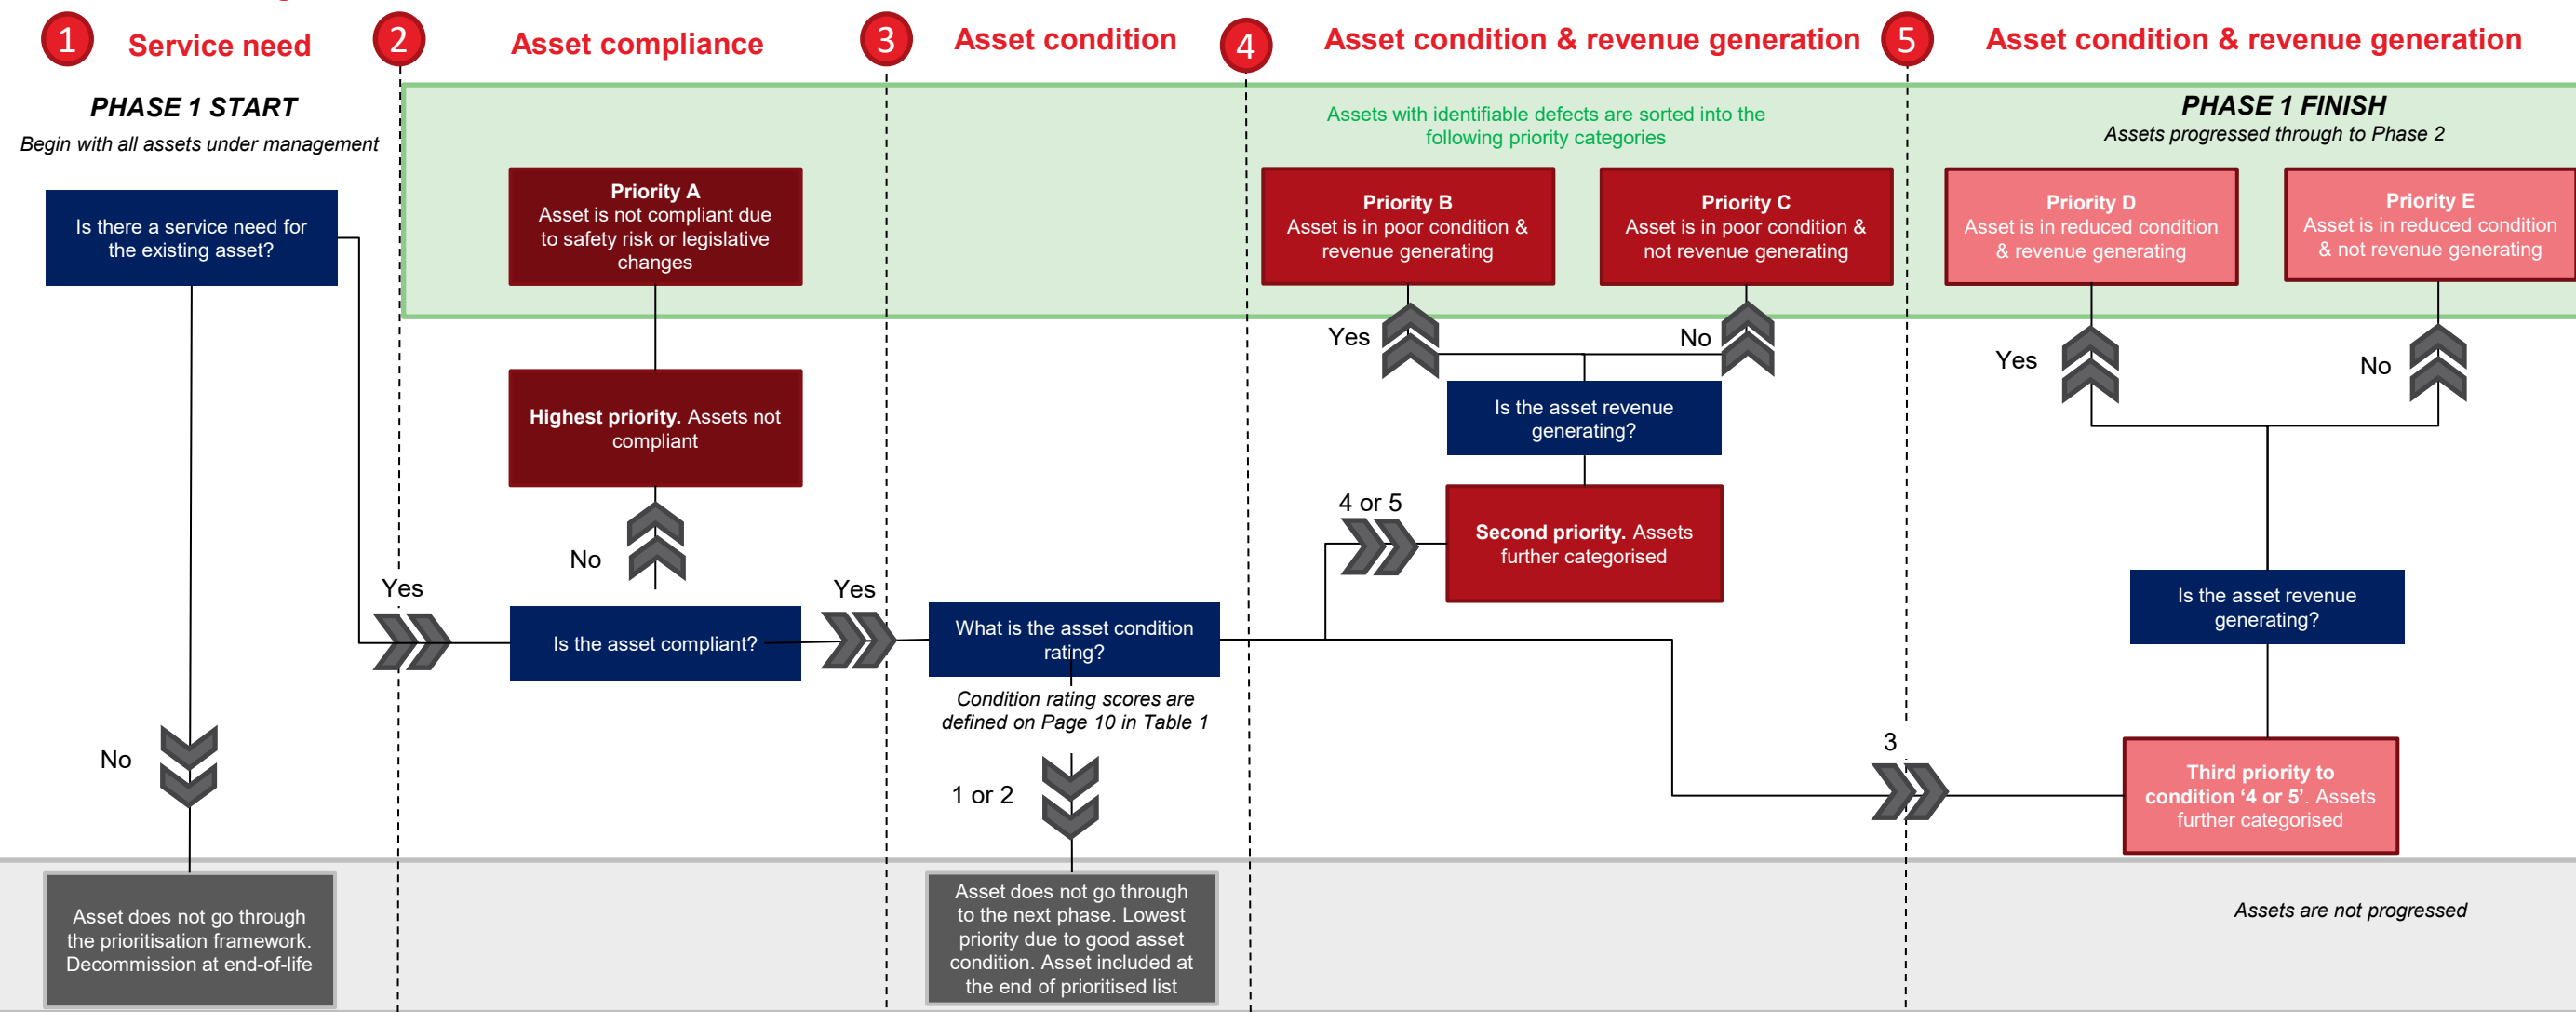 1
Service need
2
Asset compliance
3
Asset condition
4
Asset condition & revenue generation
5
Asset condition & revenue generation
PHASE 1 START
Begin with all assets under management
Is there a service need for
the existing asset?
No
Asset does not go through
the prioritisation framework.
Decommission at end-of-life
Yes
Priority A
Asset is not compliant due
to safety risk or legislative
changes
Highest priority. Assets not
compliant
No
Is the asset compliant?
Yes
What is the asset condition
rating?
Condition rating scores are
defined on Page 10 in Table 1
1 or 2
Asset does not go through
to the next phase. Lowest
priority due to good asset
condition. Asset included at
the end of prioritised list
Assets with identifiable defects are sorted into the
following priority categories
Priority B
Asset is in poor condition &
revenue generating
Priority C
Asset is in poor condition &
not revenue generating
Yes
No
Is the asset revenue
generating?
4 or 5
Second priority. Assets
further categorised
PHASE 1 FINISH
Assets progressed through to Phase 2
Priority D
Asset is in reduced condition
& revenue generating
Priority E
Asset is in reduced condition
& not revenue generating
Yes
No
Is the asset revenue
generating?
3
Third priority to
condition ‘4 or 5’. Assets
further categorised
Assets are not progressed